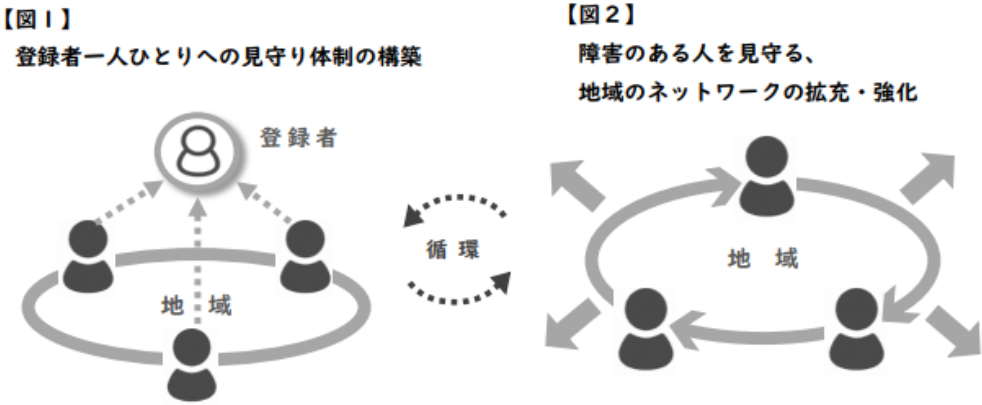 【図1】
登録者一人ひとりへの見守り体制の構築
登録者
地域
循環
【図2】
障害のある人を見守る、
地域のネットワークの拡充・強化
地域